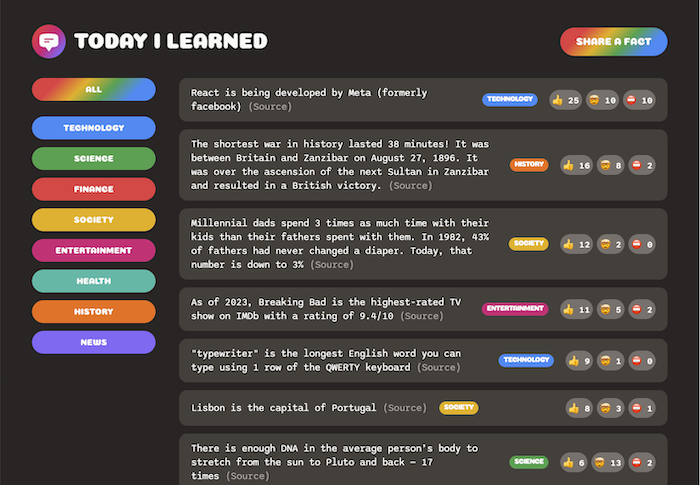 TODAY I LEARNED
SHARE A FACT
ALL
TECHNOLOGY
SCIENCE
FINANCE
SOCIETY
ENTERTAINMENT
HEALTH
HISTORY
NEWS
React is being developed by Meta (formerly
facebook) (Source)
TECHNOLOGY
👍 25 🤯 10 ⛔️ 10
The shortest war in history lasted 38 minutes! It was
between Britain and Zanzibar on August 27, 1896. It
was over the ascension of the next Sultan in Zanzibar
and resulted in a British victory. (Source)
HISTORY
👍 16 🤯 8 ⛔️ 2
Millennial dads spend 3 times as much time with their
kids than their fathers spent with them. In 1982, 43%
of fathers had never changed a diaper. Today, that
number is down to 3% (Source)
SOCIETY
👍 12 🤯 2 ⛔️ 0
As of 2023, Breaking Bad is the highest-rated TV
show on IMDb with a rating of 9.4/10 (Source)
ENTERTAINMENT
👍 11 🤯 5 ⛔️ 2
"typewriter" is the longest English word you can
type using 1 row of the QWERTY keyboard (Source)
TECHNOLOGY
👍 9 🤯 1 ⛔️ 0
Lisbon is the capital of Portugal (Source)
SOCIETY
👍 8 🤯 3 ⛔️ 1
There is enough DNA in the average person's body to
stretch from the sun to Pluto and back — 17
times (Source)
SCIENCE
👍 6 🤯 13 ⛔️ 2